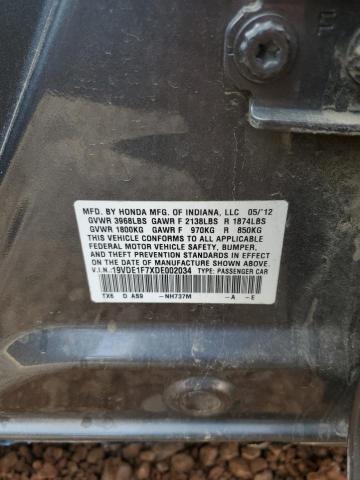 MFD. BY HONDA MFG. OF INDIANA, LLC 05/'12
GVWR 3968LBS GAWR F 2138LBS R 1874LBS
GVWR 1800KG GAWR F 970KG R 850KG
THIS VEHICLE CONFORMS TO ALL APPLICABLE
FEDERAL MOTOR VEHICLE SAFETY, BUMPER,
AND THEFT PREVENTION STANDARDS IN EFFECT
ON THE DATE OF MANUFACTURE SHOWN ABOVE.
V.I.N.:19VDE1F7XDE002034 TYPE: PASSENGER CAR
TX6 D AS9 -NH737M -A -E